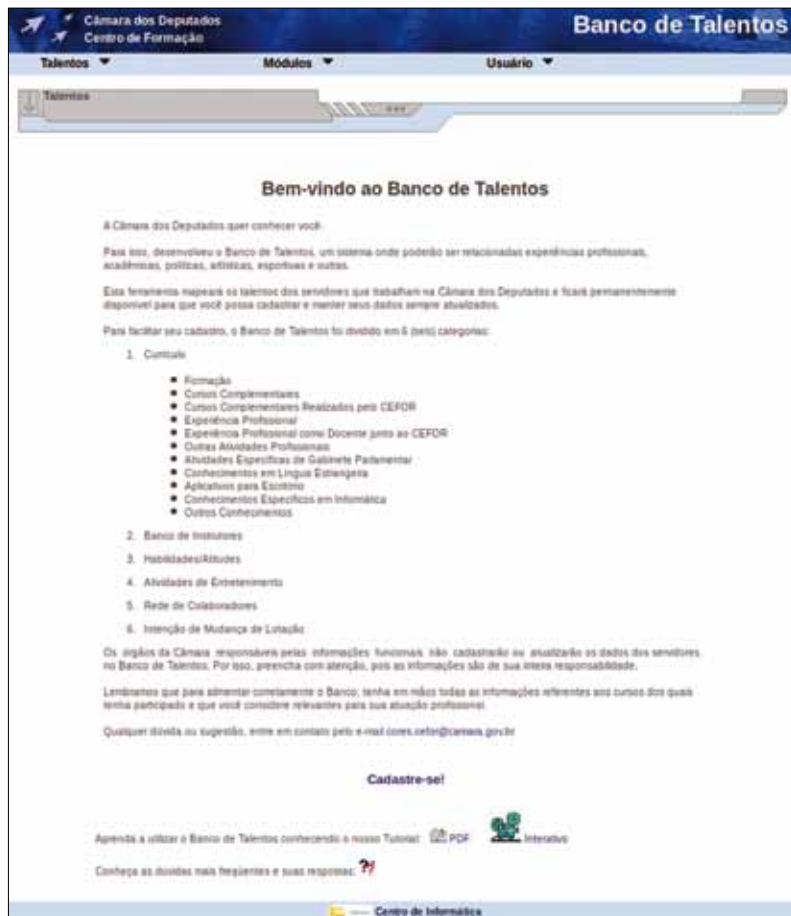 Câmara dos Deputados
Centro de Formação
Banco de Talentos
Talentos
Módulos
Usuário
Talentos
Bem-vindo ao Banco de Talentos
A Câmara dos Deputados quer conhecer você.
Para isso, desenvolveu o Banco de Talentos, um sistema onde poderão ser relacionadas experiências profissionais,
acadêmicas, políticas, artísticas, esportivas e outras.
Esta ferramenta mapeará os talentos dos servidores que trabalham na Câmara dos Deputados e ficará permanentemente
disponível para que você possa cadastrar e manter seus dados sempre atualizados.
Para facilitar seu cadastro, o Banco de Talentos foi dividido em 6 (seis) categorias:
1. Currículo
• Formação
• Cursos Complementares
• Cursos Complementares Realizados pelo CEFOR
• Experiência Profissional
• Experiência Profissional como Docente junto ao CEFOR
• Outras Atividades Profissionais
• Atividades Específicas de Gabinete Parlamentar
• Conhecimentos em Língua Estrangeira
• Aplicativos para Escritório
• Conhecimentos Específicos em Informática
• Outros Conhecimentos
2. Banco de Instrutores
3. Habilidades/Atitudes
4. Atividades de Entretenimento
5. Rede de Colaboradores
6. Intenção de Mudança de Lotação
Os órgãos da Câmara responsáveis pelas informações funcionais não cadastrarão ou atualizarão os dados dos servidores
no Banco de Talentos. Por isso, preencha com atenção, pois as informações são de sua inteira responsabilidade.
Lembramos que para alimentar corretamente o Banco, tenha em mãos todas as informações referentes aos cursos dos quais
tenha participado e que você considere relevantes para sua atuação profissional.
Qualquer dúvida ou sugestão, entre em contato pelo e-mail cores.cefor@camara.gov.br
Cadastre-se!
Aprenda a utilizar o Banco de Talentos conhecendo o nosso Tutorial: PDF Interativo
Conheça as dúvidas mais freqüentes e suas respostas:
Centro de Informática